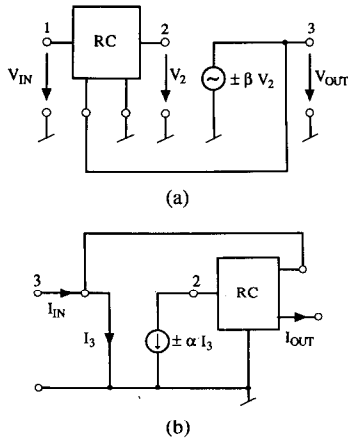 1 RC 2 3
V_IN V_2 ~ ± β V_2 V_OUT
(a)
3 2 RC
I_IN I_3 ± α I_3 I_OUT
(b)